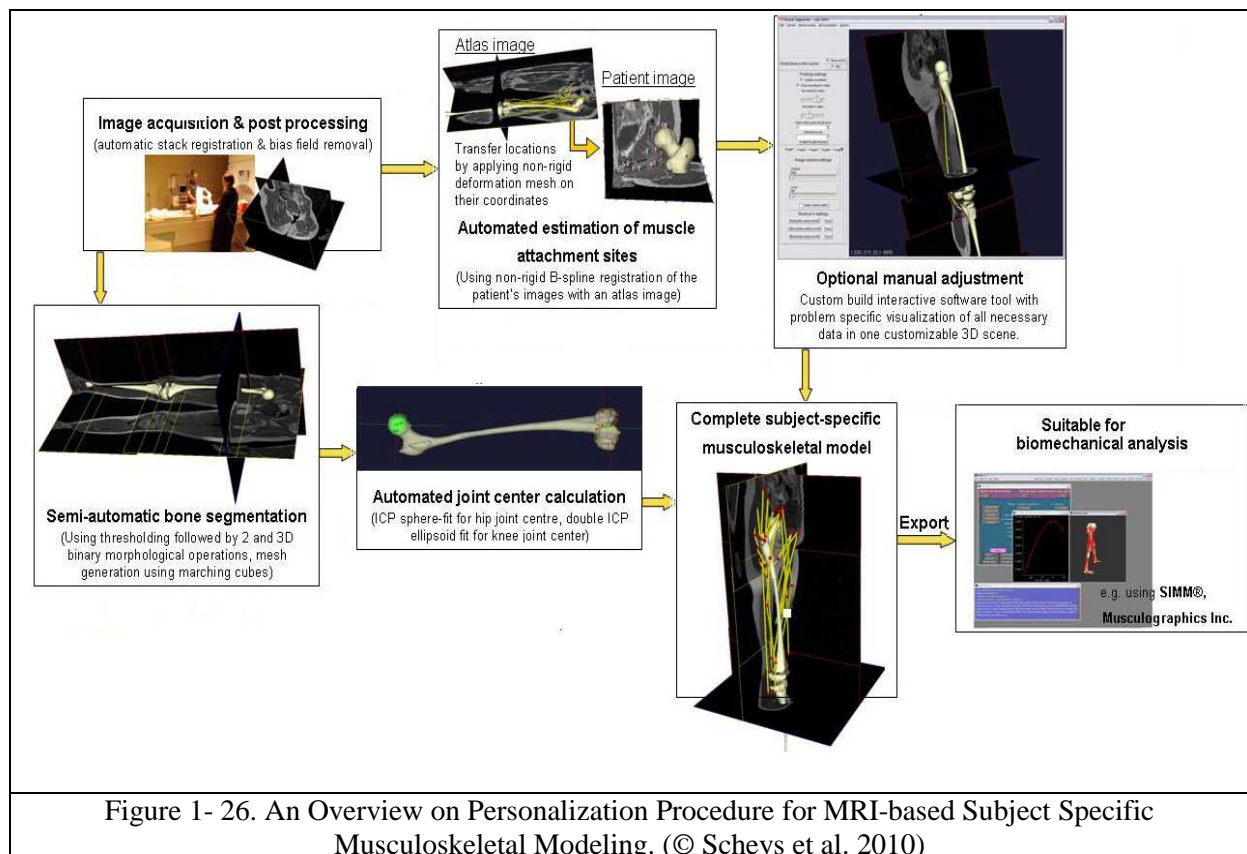 Image acquisition & post processing
(automatic stack registration & bias field removal)
Atlas image
Patient image
Transfer locations
by applying non-rigid
deformation mesh on
their coordinates
Automated estimation of muscle
attachment sites
(Using non-rigid B-spline registration of the
patient's images with an atlas image)
Optional manual adjustment
Custom build interactive software tool with
problem specific visualization of all necessary
data in one customizable 3D scene.
Semi-automatic bone segmentation
(Using thresholding followed by 2 and 3D
binary morphological operations, mesh
generation using marching cubes)
Automated joint center calculation
(ICP sphere-fit for hip joint centre, double ICP
ellipsoid fit for knee joint center)
Complete subject-specific
musculoskeletal model
Export
Suitable for
biomechanical analysis
e.g. using SIMM®,
Musculographics Inc.
Figure 1- 26. An Overview on Personalization Procedure for MRI-based Subject Specific
Musculoskeletal Modeling. (© Scheys et al. 2010)